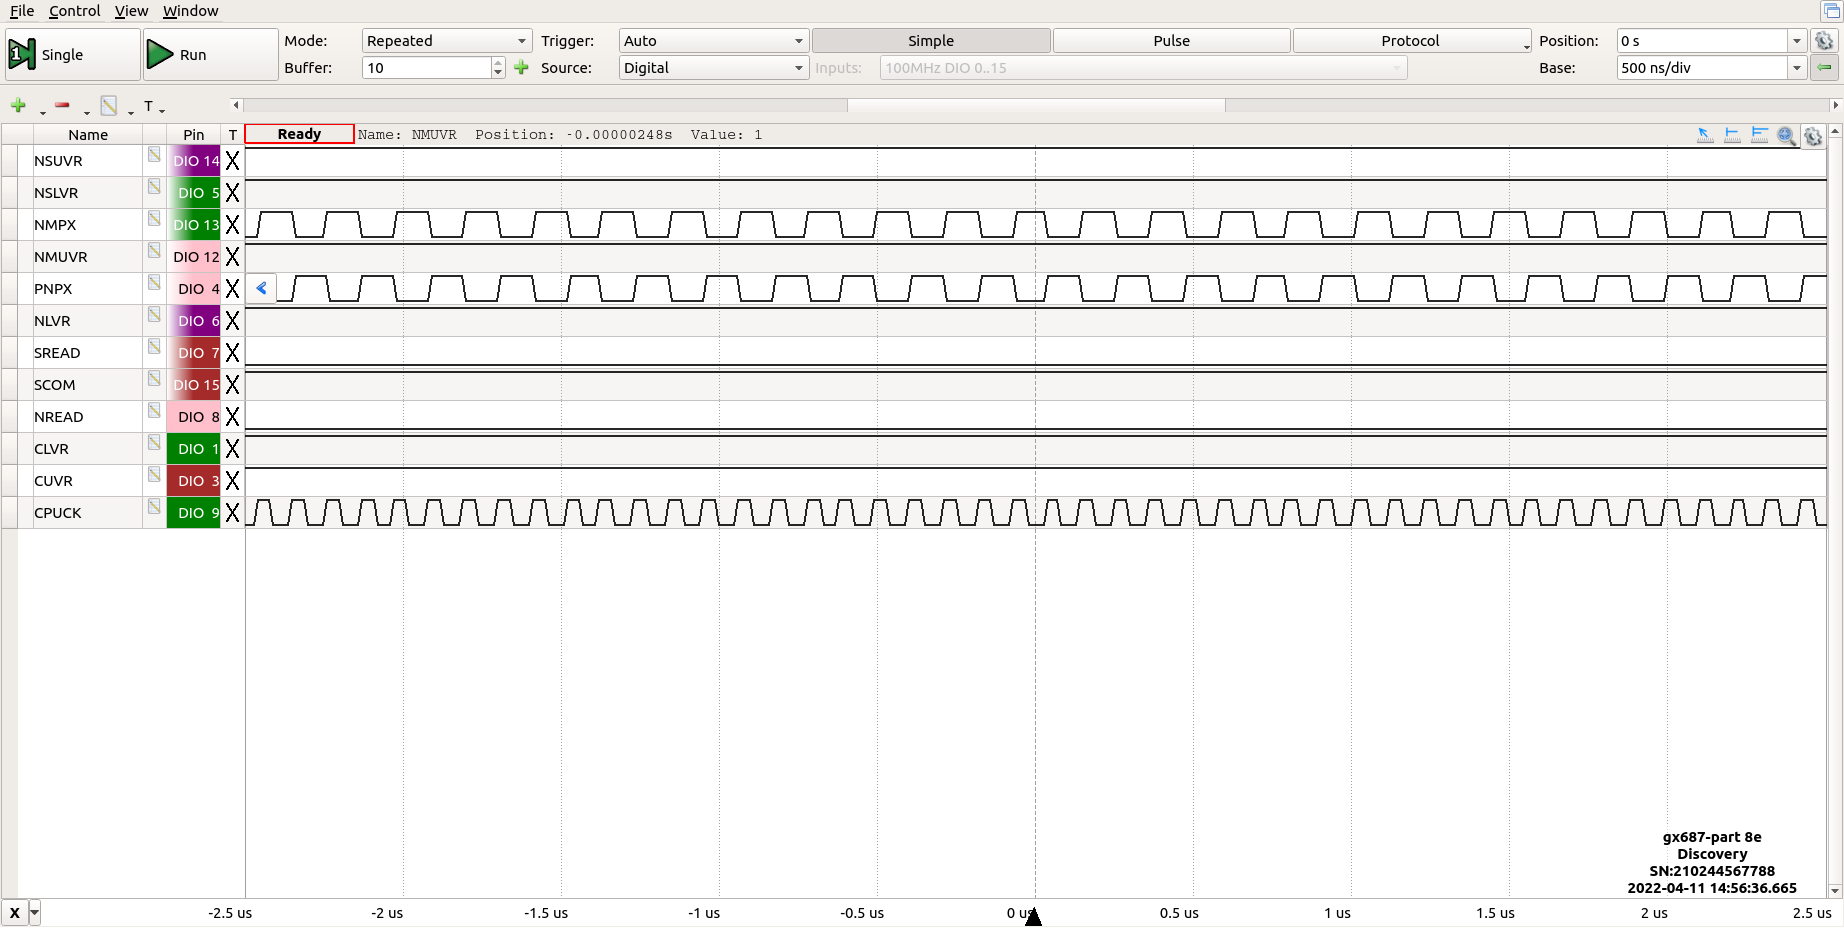 File Control View Window
Single Run Mode: Repeated Trigger: Auto Simple Pulse Protocol Position: 0 s
Buffer: 10 Source: Digital Inputs: 100MHz DIO 0..15 Base: 500 ns/div
T
Name Pin T Ready Name: NMUVR Position: -0.00000248s Value: 1
NSUVR DIO 14 X
NSLVR DIO 5 X
NMPX DIO 13 X
NMUVR DIO 12 X
PNPX DIO 4 X
NLVR DIO 6 X
SREAD DIO 7 X
SCOM DIO 15 X
NREAD DIO 8 X
CLVR DIO 1 X
CUVR DIO 3 X
CPUCK DIO 9 X
gx687-part 8e
Discovery
SN:210244567788
2022-04-11 14:56:36.665
X -2.5 us -2 us -1.5 us -1 us -0.5 us 0 us 0.5 us 1 us 1.5 us 2 us 2.5 us